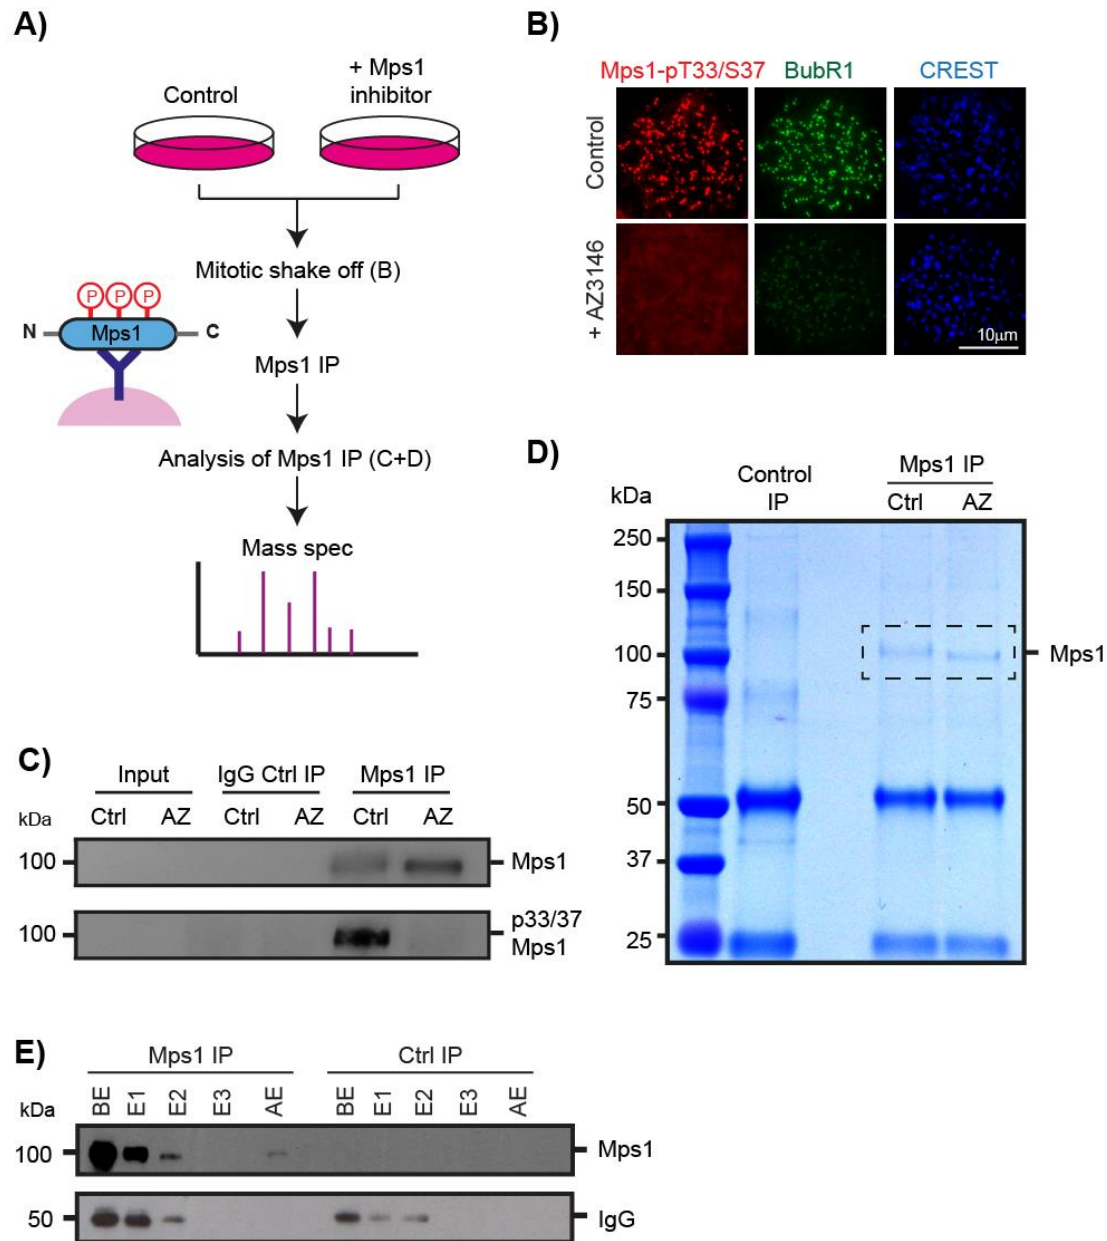 A)
Control
+ Mps1
inhibitor
Mitotic shake off (B)
P P P
N Mps1 C
Mps1 IP
Analysis of Mps1 IP (C+D)
Mass spec
B)
Mps1-pT33/S37 BubR1 CREST
Control
+ AZ3146
10μm
C)
Input IgG Ctrl IP Mps1 IP
kDa Ctrl AZ Ctrl AZ Ctrl AZ
100 Mps1
100 p33/37
Mps1
D)
Control
IP
Mps1 IP
kDa Ctrl AZ
250
150
100 Mps1
75
50
37
25
E)
Mps1 IP Ctrl IP
kDa BE E1 E2 E3 AE BE E1 E2 E3 AE
100 Mps1
50 IgG